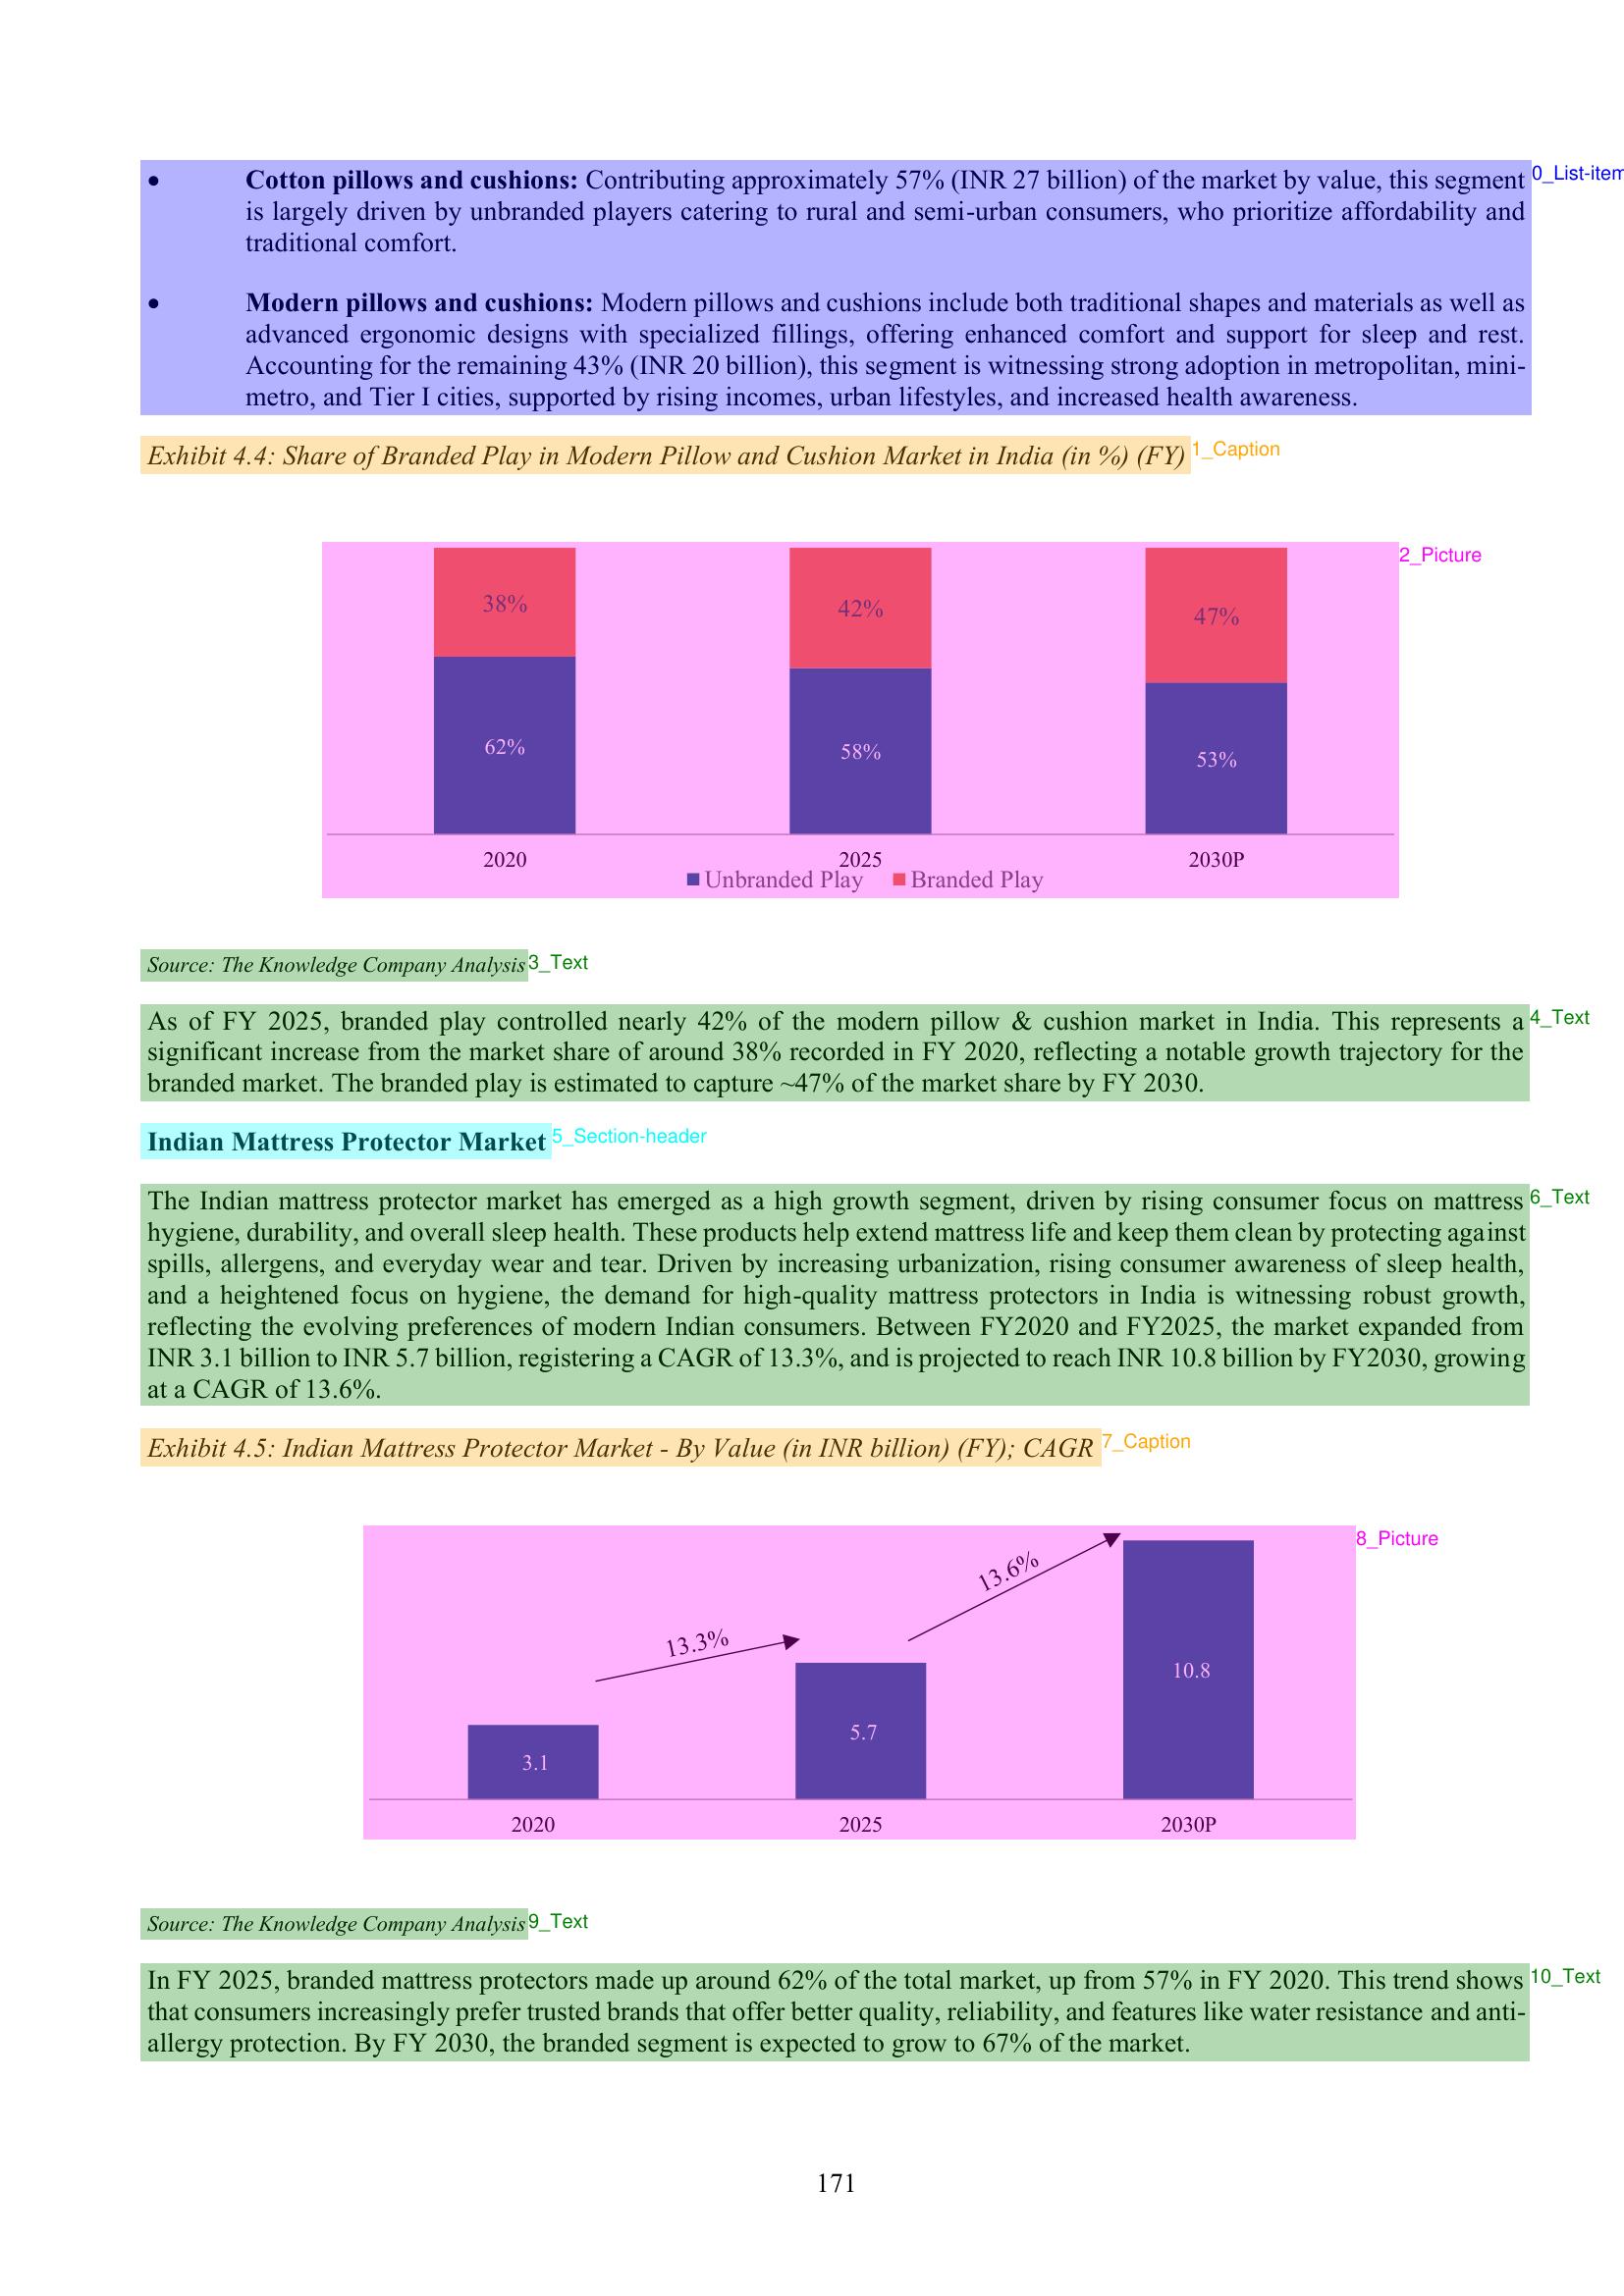 • Cotton pillows and cushions: Contributing approximately 57% (INR 27 billion) of the market by value, this segment 0_List-item
is largely driven by unbranded players catering to rural and semi-urban consumers, who prioritize affordability and
traditional comfort.
• Modern pillows and cushions: Modern pillows and cushions include both traditional shapes and materials as well as
advanced ergonomic designs with specialized fillings, offering enhanced comfort and support for sleep and rest.
Accounting for the remaining 43% (INR 20 billion), this segment is witnessing strong adoption in metropolitan, mini-
metro, and Tier I cities, supported by rising incomes, urban lifestyles, and increased health awareness.
Exhibit 4.4: Share of Branded Play in Modern Pillow and Cushion Market in India (in %) (FY) 1_Caption
2_Picture
38% 42% 47%
62% 58% 53%
2020 2025 2030P
Unbranded Play Branded Play
Source: The Knowledge Company Analysis 3_Text
As of FY 2025, branded play controlled nearly 42% of the modern pillow & cushion market in India. This represents a 4_Text
significant increase from the market share of around 38% recorded in FY 2020, reflecting a notable growth trajectory for the
branded market. The branded play is estimated to capture ~47% of the market share by FY 2030.
Indian Mattress Protector Market 5_Section-header
The Indian mattress protector market has emerged as a high growth segment, driven by rising consumer focus on mattress 6_Text
hygiene, durability, and overall sleep health. These products help extend mattress life and keep them clean by protecting against
spills, allergens, and everyday wear and tear. Driven by increasing urbanization, rising consumer awareness of sleep health,
and a heightened focus on hygiene, the demand for high-quality mattress protectors in India is witnessing robust growth,
reflecting the evolving preferences of modern Indian consumers. Between FY2020 and FY2025, the market expanded from
INR 3.1 billion to INR 5.7 billion, registering a CAGR of 13.3%, and is projected to reach INR 10.8 billion by FY2030, growing
at a CAGR of 13.6%.
Exhibit 4.5: Indian Mattress Protector Market - By Value (in INR billion) (FY); CAGR 7_Caption
8_Picture
13.6%
13.3%
10.8
5.7
3.1
2020 2025 2030P
Source: The Knowledge Company Analysis 9_Text
In FY 2025, branded mattress protectors made up around 62% of the total market, up from 57% in FY 2020. This trend shows 10_Text
that consumers increasingly prefer trusted brands that offer better quality, reliability, and features like water resistance and anti-
allergy protection. By FY 2030, the branded segment is expected to grow to 67% of the market.
171